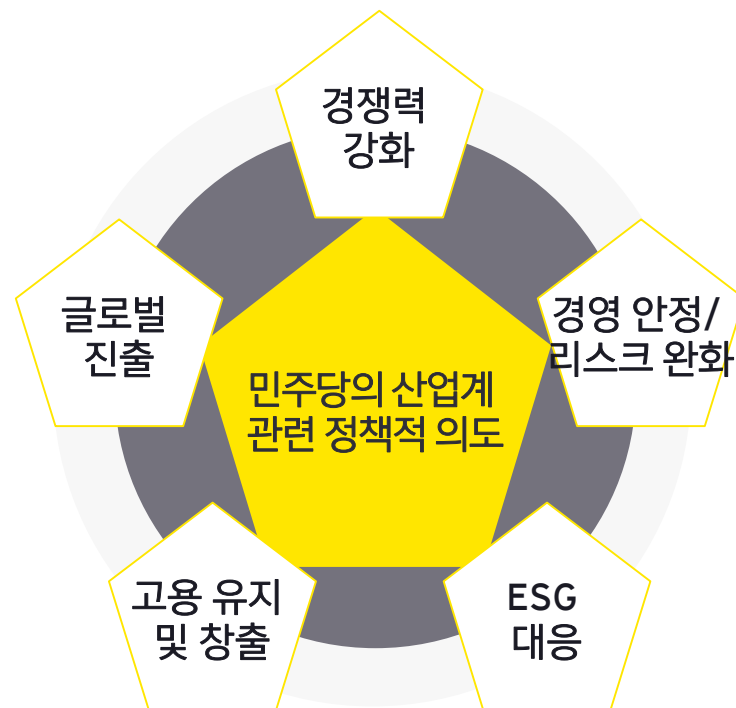 경쟁력
강화
글로벌
진출
경영 안정/
리스크 완화
민주당의 산업계
관련 정책적 의도
고용 유지
및 창출
ESG
대응